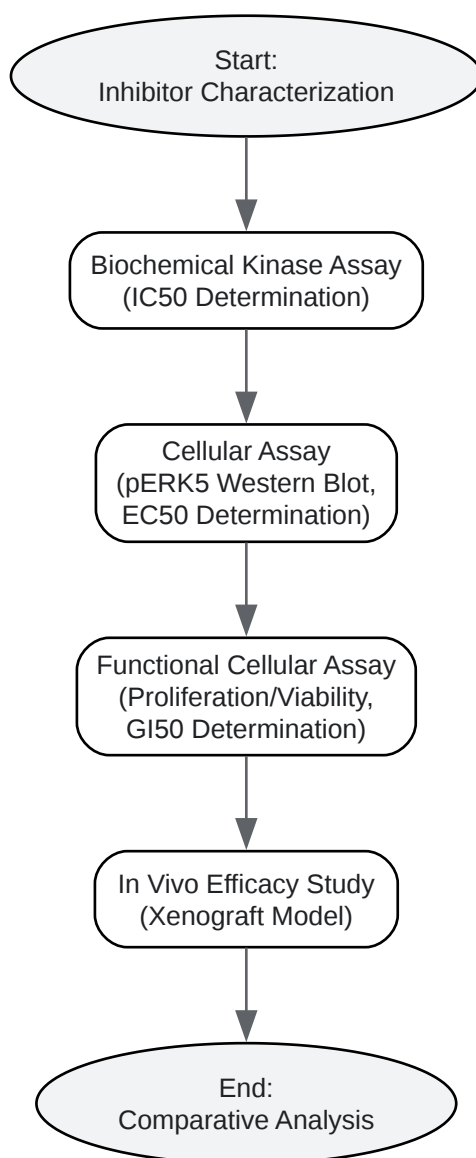 Start:
Inhibitor Characterization
Biochemical Kinase Assay
(IC50 Determination)
Cellular Assay
(pERK5 Western Blot,
EC50 Determination)
Functional Cellular Assay
(Proliferation/Viability,
GI50 Determination)
In Vivo Efficacy Study
(Xenograft Model)
End:
Comparative Analysis